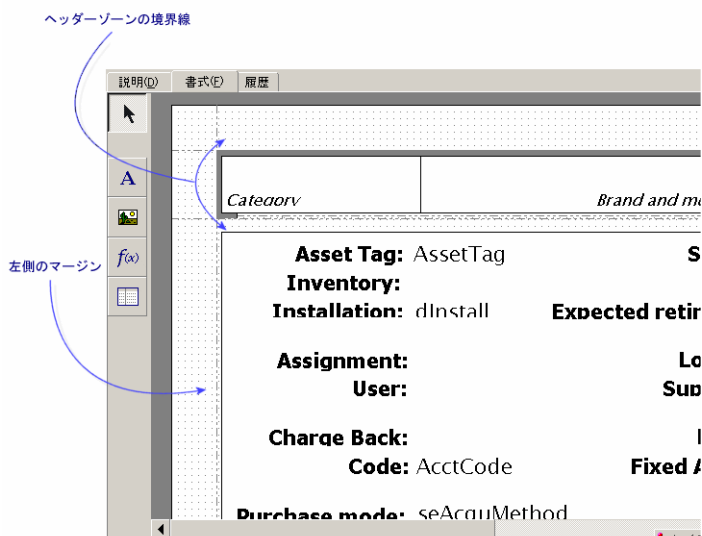 ヘッダーゾーンの境界線
説明(D) 書式(F) 履歴
A
f(x)
左側のマージン
Category Brand and
Asset Tag: AssetTag S
Inventory:
Installation: dInstall Expected
Assignment: Lo
User: Sup
Charge Back:
Code: AcctCode Fixed A
Purchase mode: seAcquMethod